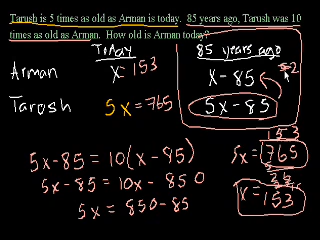 Tarush is 5 times as old as Arman is today. 85 years ago, Tarush was 10
times as old as Arman. How old is Arman today?
Today
85 years ago
Arman
x = 153
x - 85
Tarush
5x = 765
5x - 85
5x - 85 = 10(x - 85)
5x - 85 = 10x - 850
5x = 850 - 85
153
5x = 765
x = 153